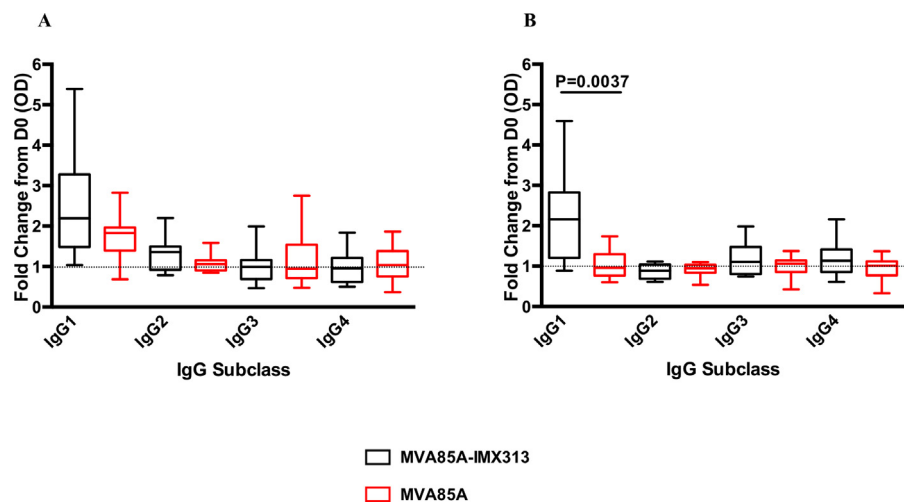 A
Fold Change from D0 (OD)
6
5
4
3
2
1
0
IgG1
IgG2
IgG3
IgG4
IgG Subclass
B
Fold Change from D0 (OD)
6
5
4
3
2
1
0
P=0.0037
IgG1
IgG2
IgG3
IgG4
IgG Subclass
MVA85A-IMX313
MVA85A